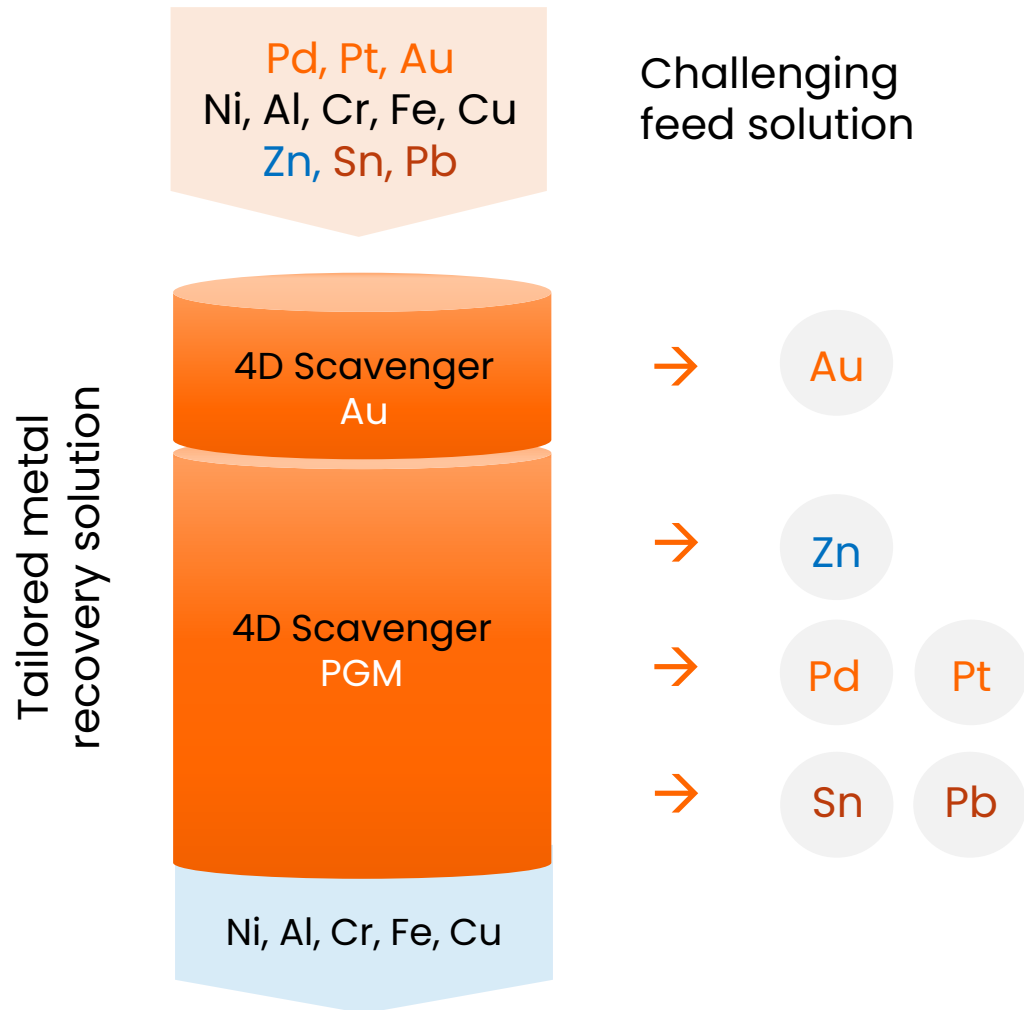 Pd, Pt, Au
Ni, Al, Cr, Fe, Cu
Zn, Sn, Pb
Challenging
feed solution
Tailored metal
recovery solution
4D Scavenger
Au
Au
4D Scavenger
PGM
Zn
Pd Pt
Sn Pb
Ni, Al, Cr, Fe, Cu